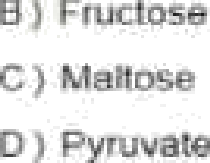 B) Fructose
C) Maltose
D) Pyruvate